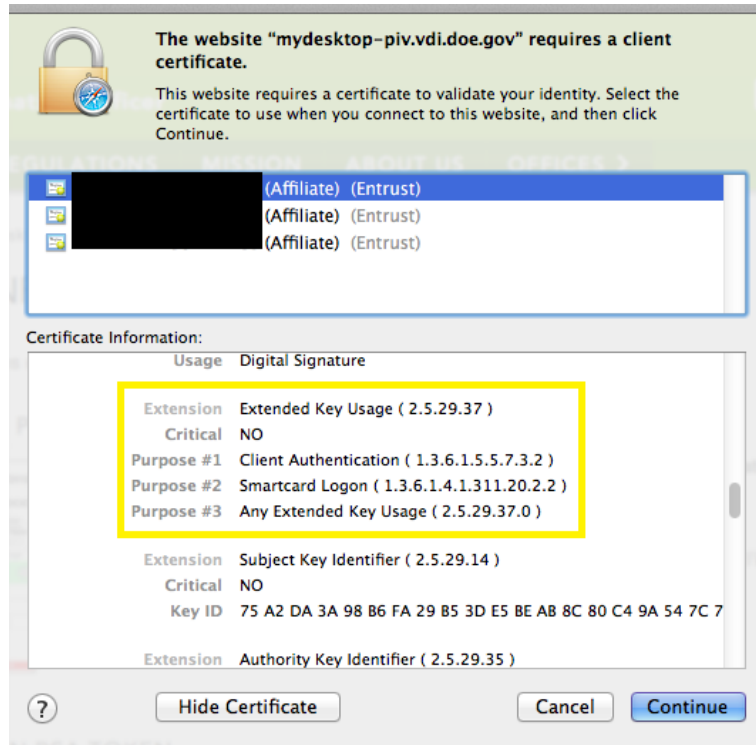 The website “mydesktop-piv.vdi.doe.gov” requires a client
certificate.
This website requires a certificate to validate your identity. Select the
certificate to use when you connect to this website, and then click
Continue.
REGULATIONS MISSION ABOUT US OFFICES >
(Affiliate) (Entrust)
(Affiliate) (Entrust)
(Affiliate) (Entrust)
Certificate Information:
Usage Digital Signature
Extension Extended Key Usage ( 2.5.29.37 )
Critical NO
Purpose #1 Client Authentication ( 1.3.6.1.5.5.7.3.2 )
Purpose #2 Smartcard Logon ( 1.3.6.1.4.1.311.20.2.2 )
Purpose #3 Any Extended Key Usage ( 2.5.29.37.0 )
Extension Subject Key Identifier ( 2.5.29.14 )
Critical NO
Key ID 75 A2 DA 3A 98 B6 FA 29 B5 3D E5 BE AB 8C 80 C4 9A 54 7C 7
Extension Authority Key Identifier ( 2.5.29.35 )
? Hide Certificate Cancel Continue